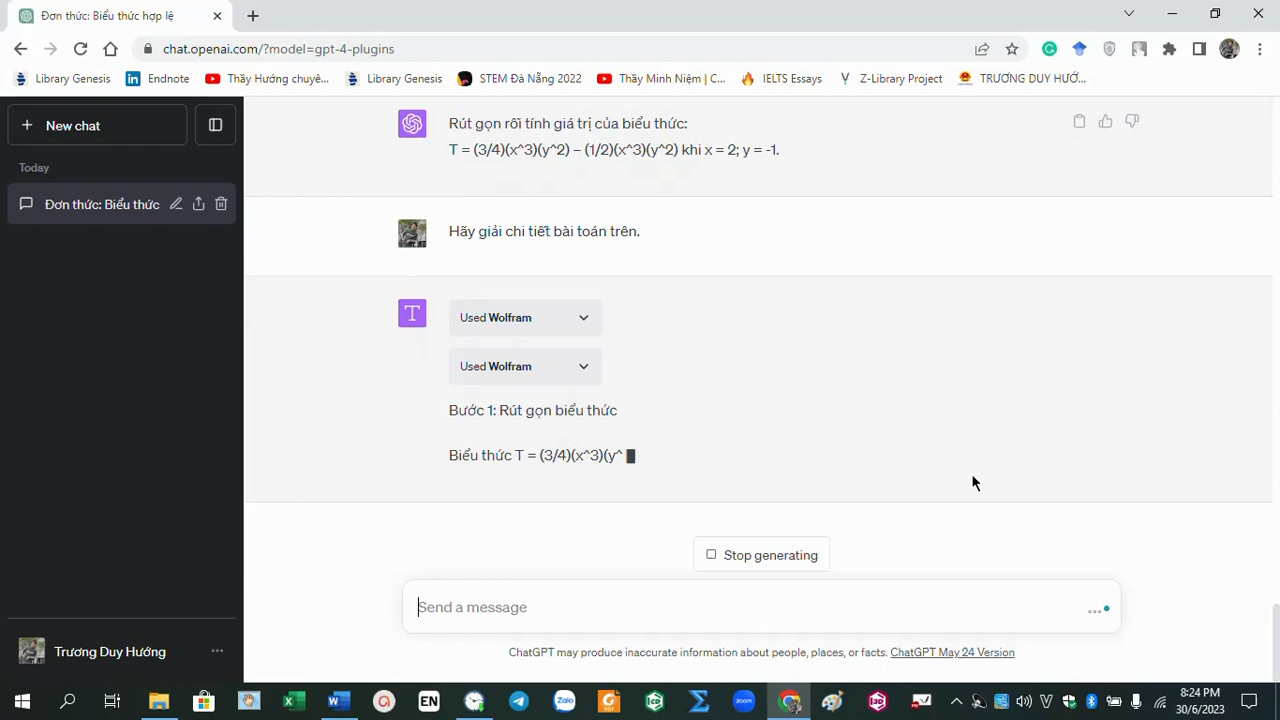 Đơn thức: Biểu thức hợp lệ
chat.openai.com/?model=gpt-4-plugins
Library Genesis
Endnote
Thầy Hướng chuyê...
Library Genesis
STEM Đà Nẵng 2022
Thầy Minh Niệm | C...
IELTS Essays
Z-Library Project
TRƯƠNG DUY HƯỚ...
New chat
Today
Đơn thức: Biểu thức
Rút gọn rồi tính giá trị của biểu thức:
T = (3/4)(x^3)(y^2) – (1/2)(x^3)(y^2) khi x = 2; y = -1.
Hãy giải chi tiết bài toán trên.
T
Used Wolfram
Used Wolfram
Bước 1: Rút gọn biểu thức
Biểu thức T = (3/4)(x^3)(y^
Stop generating
Send a message
ChatGPT may produce inaccurate information about people, places, or facts. ChatGPT May 24 Version
Trương Duy Hướng
EN
zoom
8:24 PM
30/6/2023